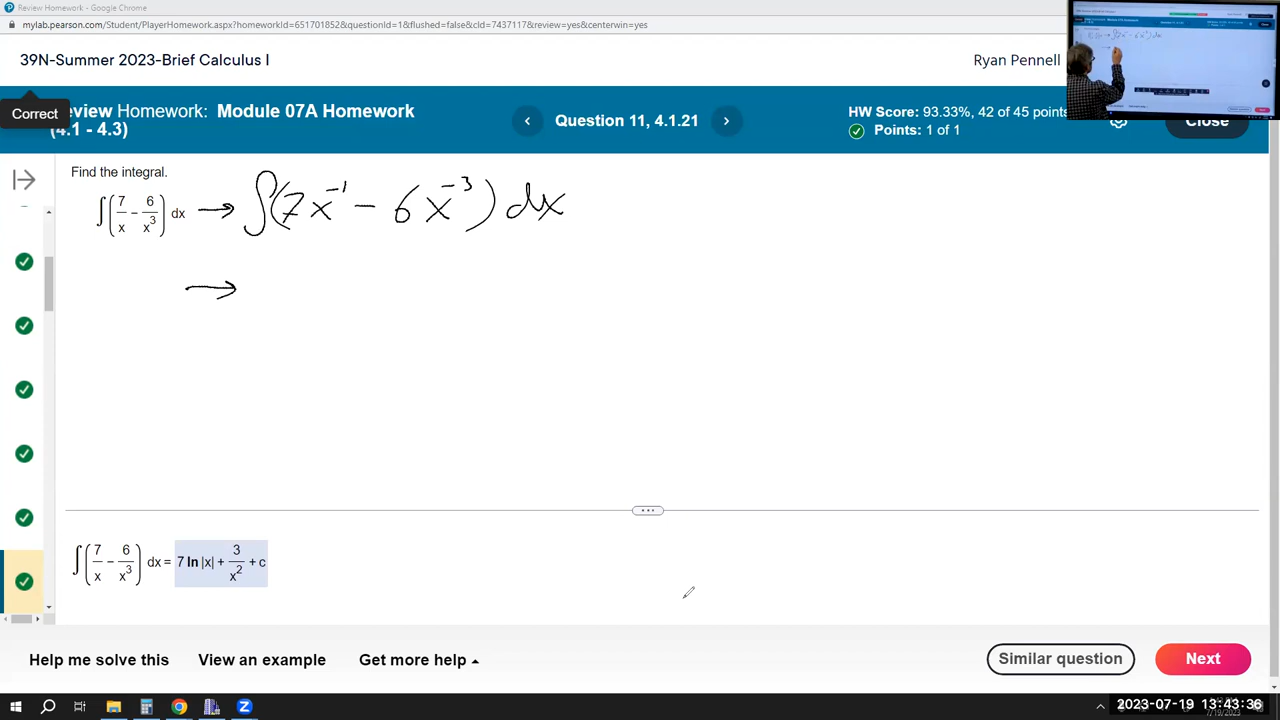 Review Homework - Google Chrome
mylab.pearson.com/Student/PlayerHomework.aspx?homeworkId=651701852&questionId=
flushed=false&
=yes&centerwin=yes
39N-Summer 2023-Brief Calculus I
Ryan Pennell
Correct
eview Homework: Module 07A Homework
(4.1 - 4.3)
Question 11, 4.1.21
HW Score: 93.33%, 42 of 45 points
Points: 1 of 1
Close
Find the integral.
∫(7/x − 6/x³) dx → ∫(7x⁻¹ − 6x⁻³) dx
→
∫(7/x − 6/x³) dx = 7 ln |x| + 3/x² + c
Help me solve this
View an example
Get more help
Similar question
Next
2023-07-19 13:43:36